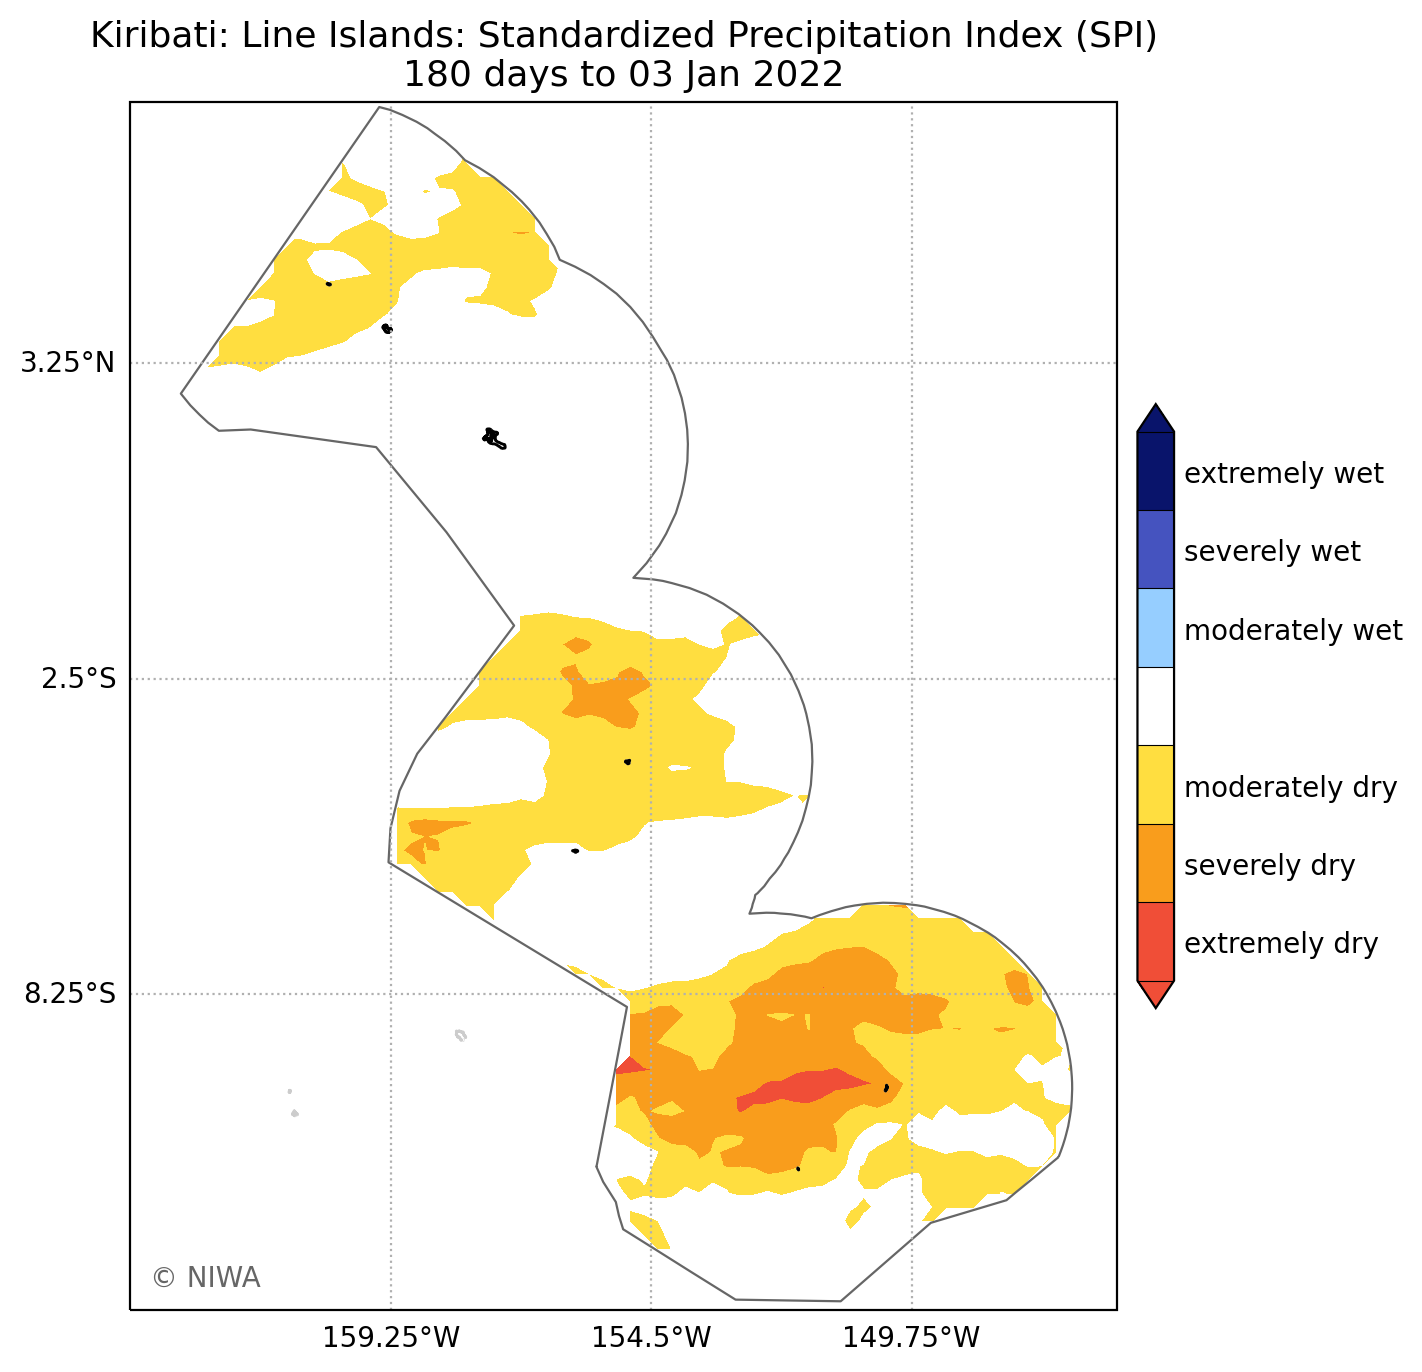 Kiribati: Line Islands: Standardized Precipitation Index (SPI)
180 days to 03 Jan 2022
3.25°N
2.5°S
8.25°S
159.25°W
154.5°W
149.75°W
extremely wet
severely wet
moderately wet
moderately dry
severely dry
extremely dry
© NIWA